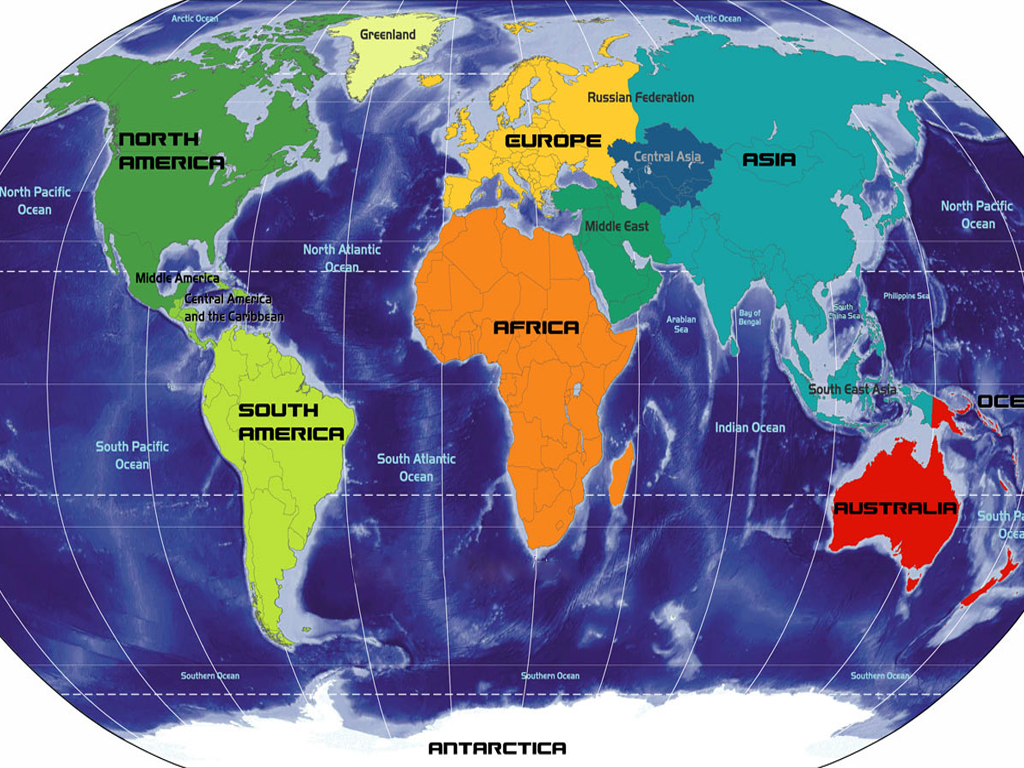 Arctic Ocean
Arctic Ocean
Greenland
Russian Federation
NORTH
AMERICA
EUROPE
Central Asia
ASIA
North Pacific
Ocean
North Pacific
Ocean
Middle East
North Atlantic
Ocean
Middle America
Central America
and the Caribbean
Philippine Sea
South
China Sea
Arabian
Sea
Bay of
Bengal
AFRICA
South East Asia
OCE
SOUTH
AMERICA
Indian Ocean
South Pacific
Ocean
South Atlantic
Ocean
AUSTRALIA
South Pa
Ocea
Southern Ocean
Southern Ocean
Southern Ocean
ANTARCTICA